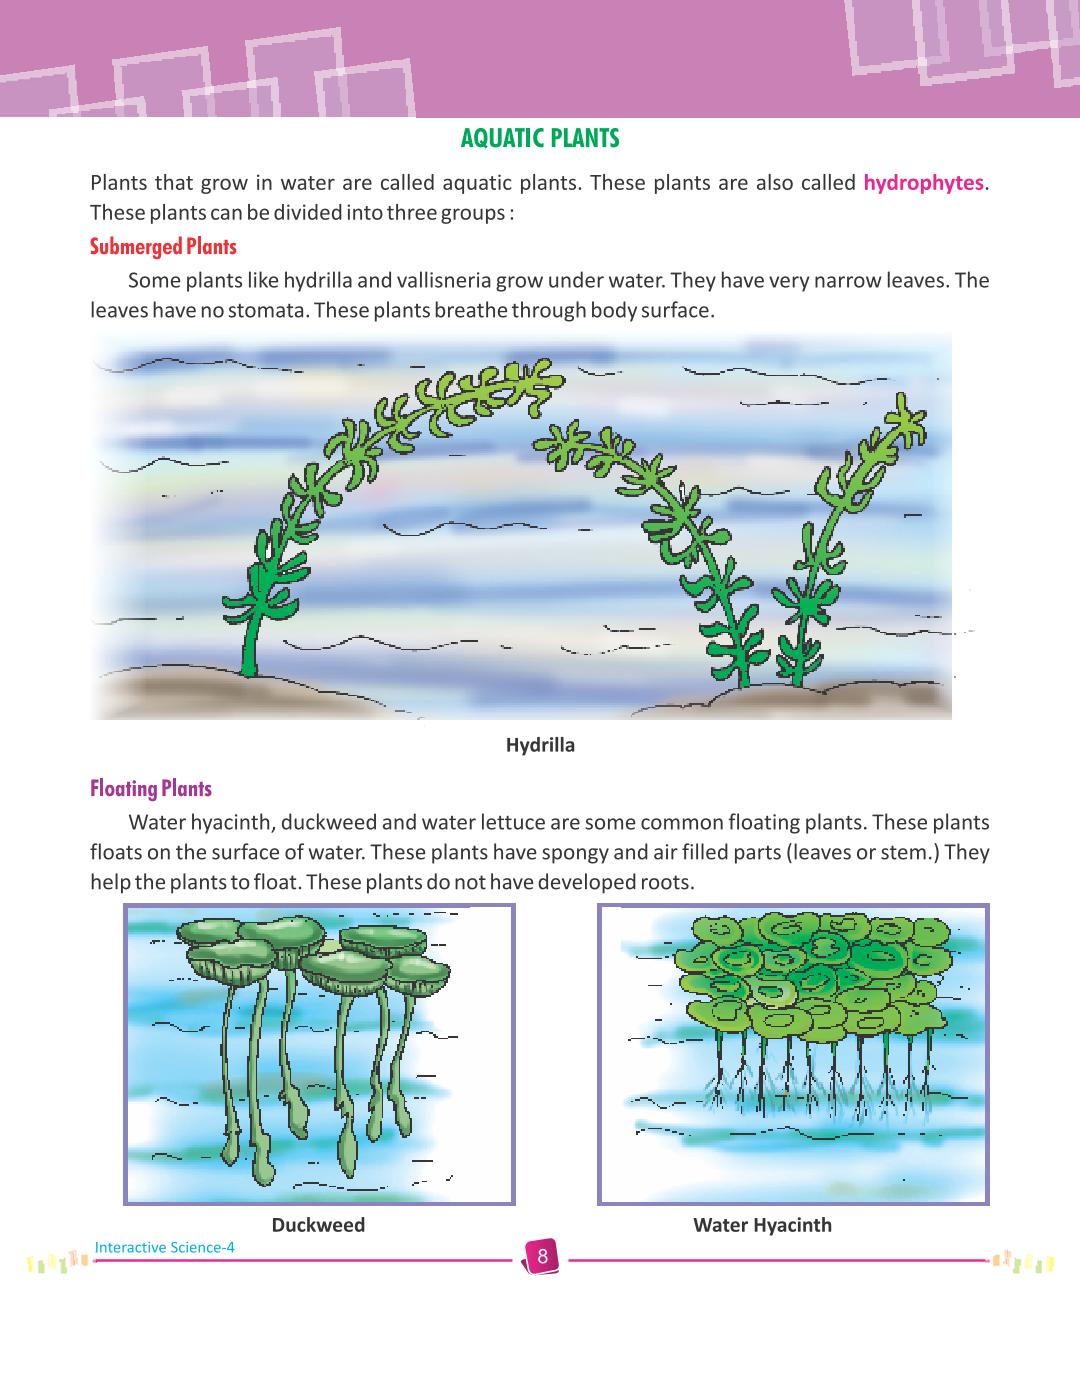 AQUATIC PLANTS
Plants that grow in water are called aquatic plants. These plants are also called hydrophytes.
These plants can be divided into three groups :
Submerged Plants
Some plants like hydrilla and vallisneria grow under water. They have very narrow leaves. The
leaves have no stomata. These plants breathe through body surface.
Hydrilla
Floating Plants
Water hyacinth, duckweed and water lettuce are some common floating plants. These plants
floats on the surface of water. These plants have spongy and air filled parts (leaves or stem.) They
help the plants to float. These plants do not have developed roots.
Duckweed
Water Hyacinth
Interactive Science-4
8